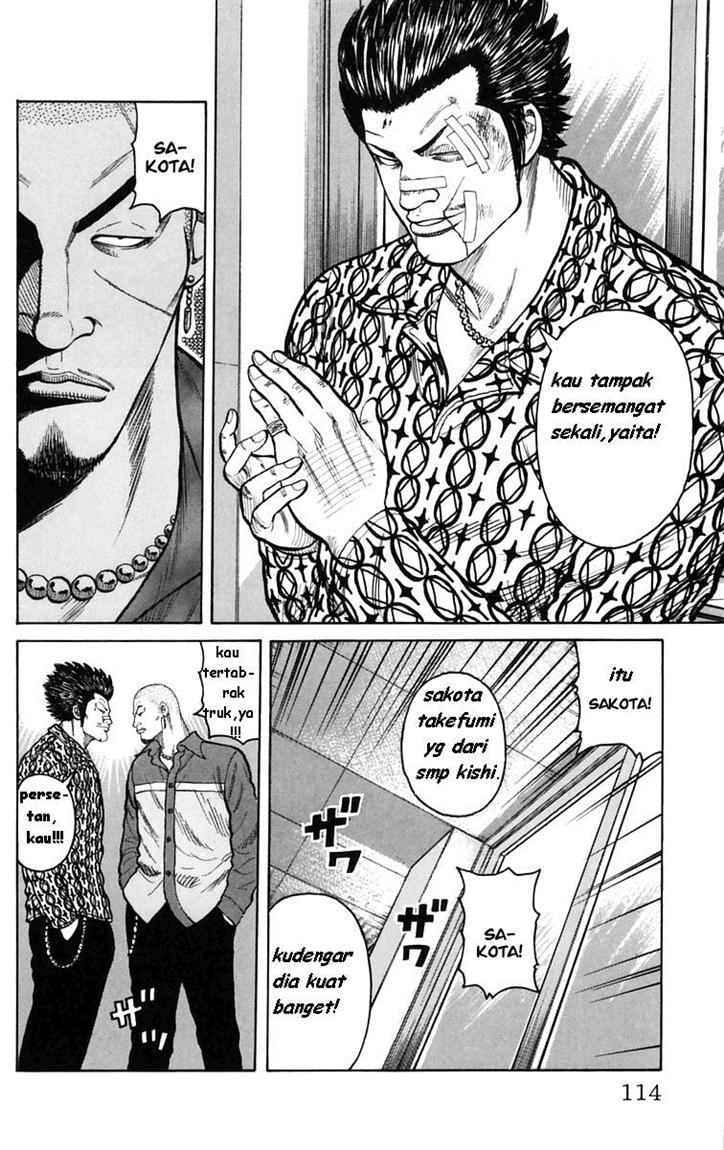 kau tampak
bersemangat
sekali,yaita!
SA-
KOTA!
itu
SAKOTA!
sakota
takefumi
yg dari
smp kishi.
ザワ
ザワ
SA-
KOTA!
kudengar
dia kuat
banget!
kau
tertab-
rak
truk,ya
!!!
perse-
tan,
kau!!!
ザワ
114